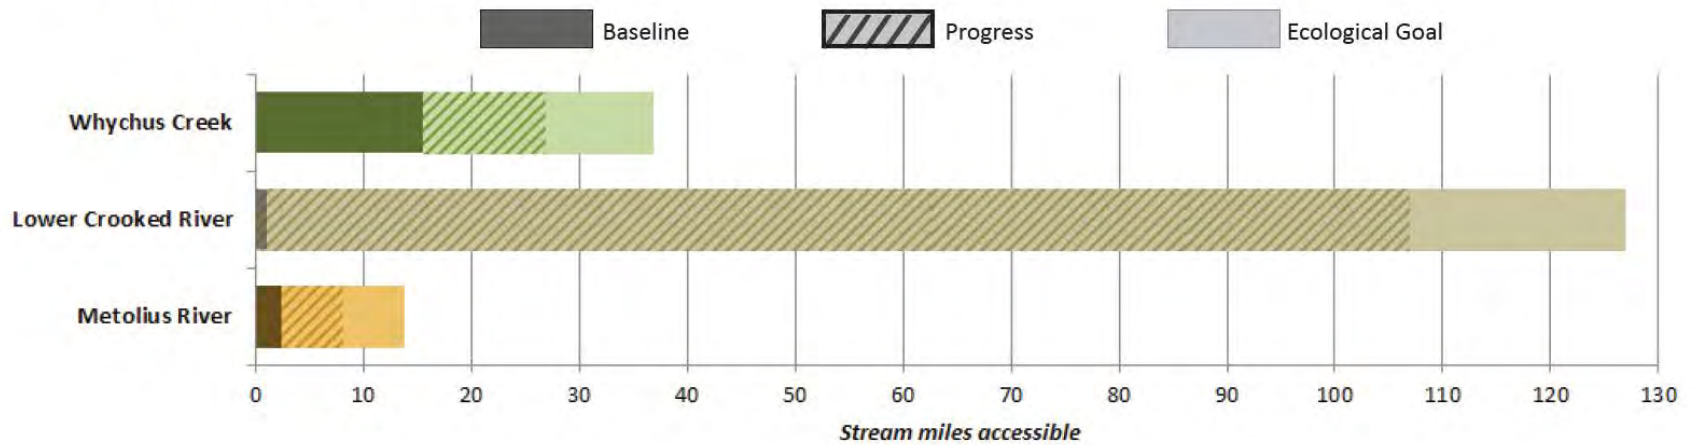 Baseline Progress Ecological Goal
Whychus Creek
Lower Crooked River
Metolius River
0 10 20 30 40 50 60 70 80 90 100 110 120 130
Stream miles accessible